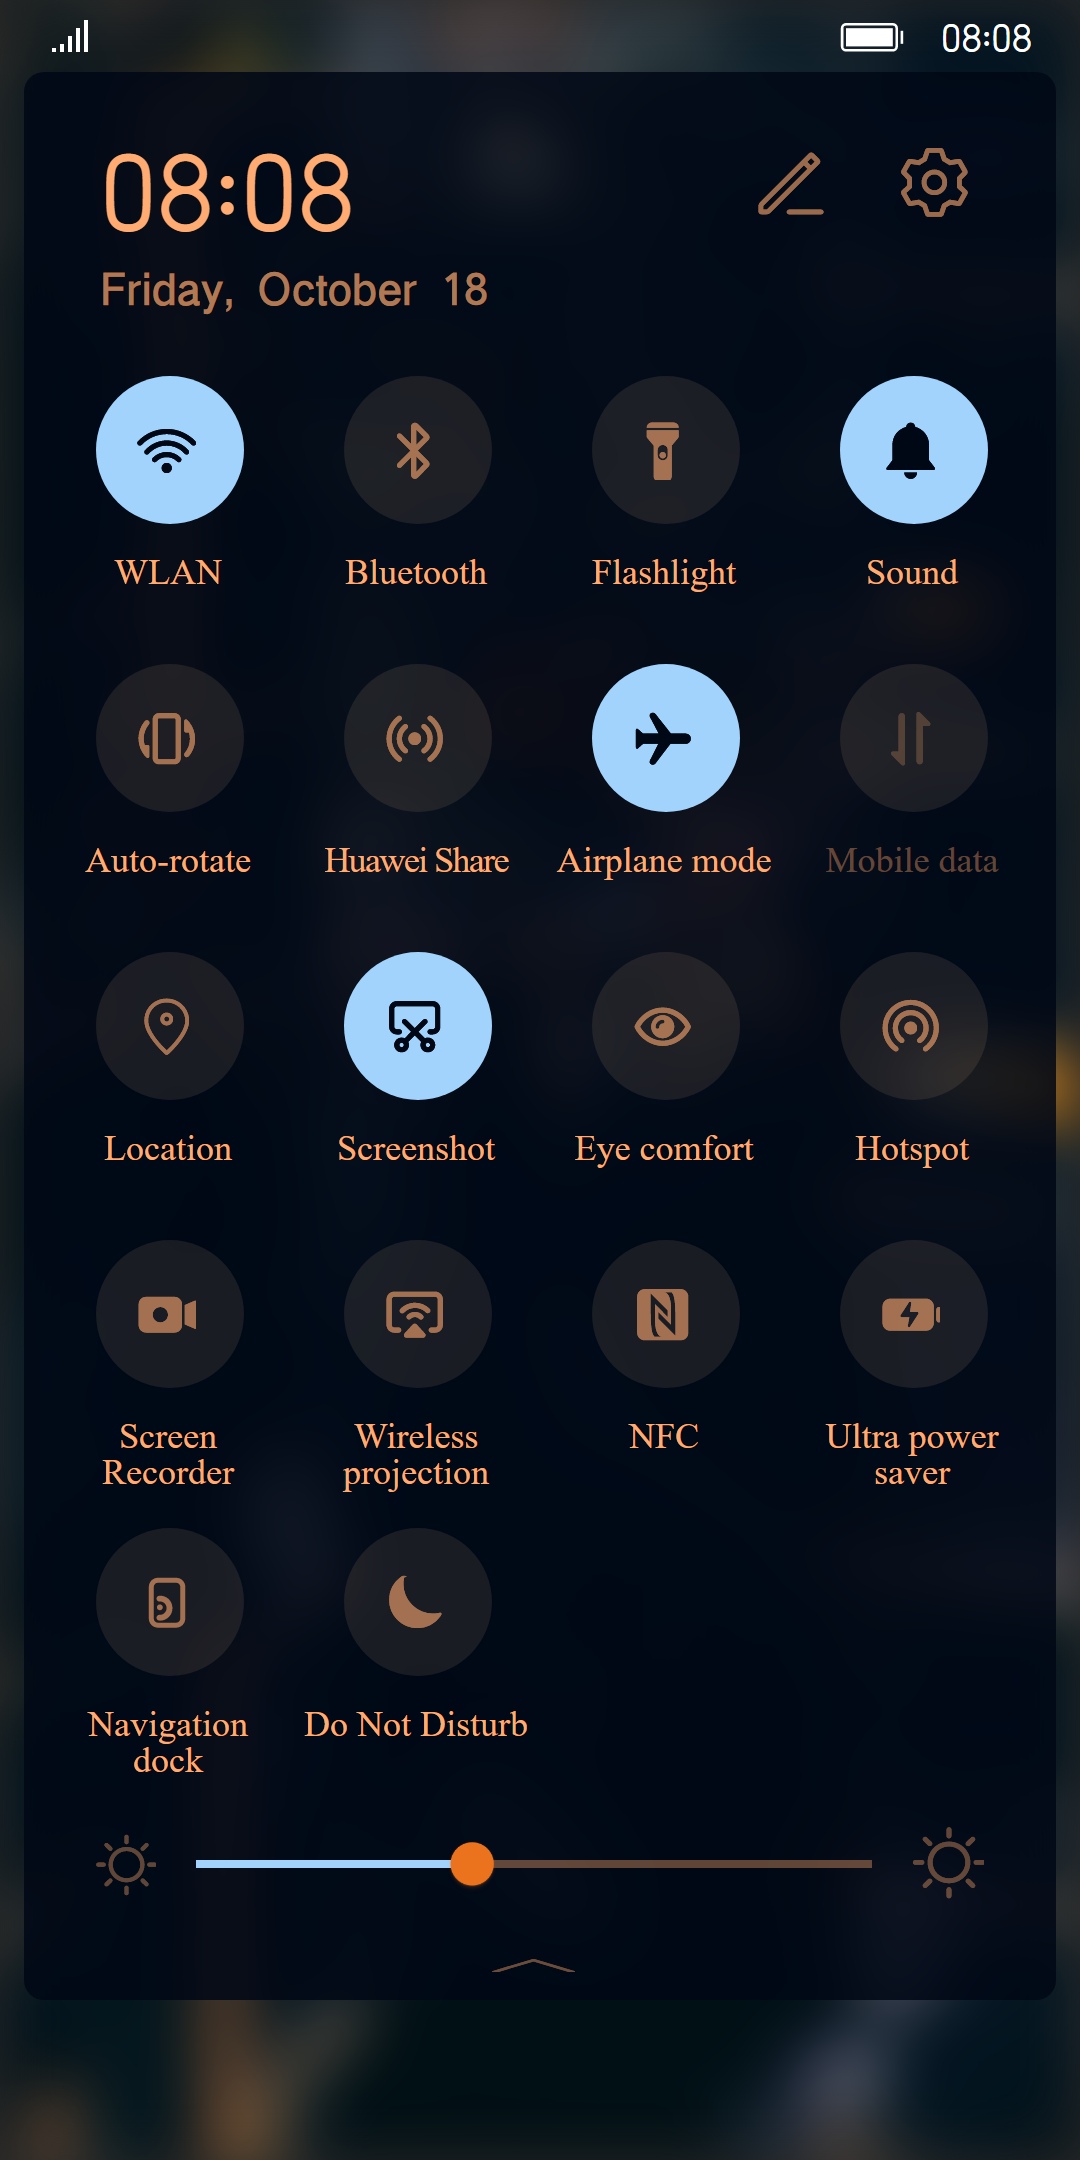 08:08
08:08
Friday, October 18
WLAN
Bluetooth
Flashlight
Sound
Auto-rotate
Huawei Share
Airplane mode
Mobile data
Location
Screenshot
Eye comfort
Hotspot
Screen
Recorder
Wireless
projection
NFC
Ultra power
saver
Navigation
dock
Do Not Disturb